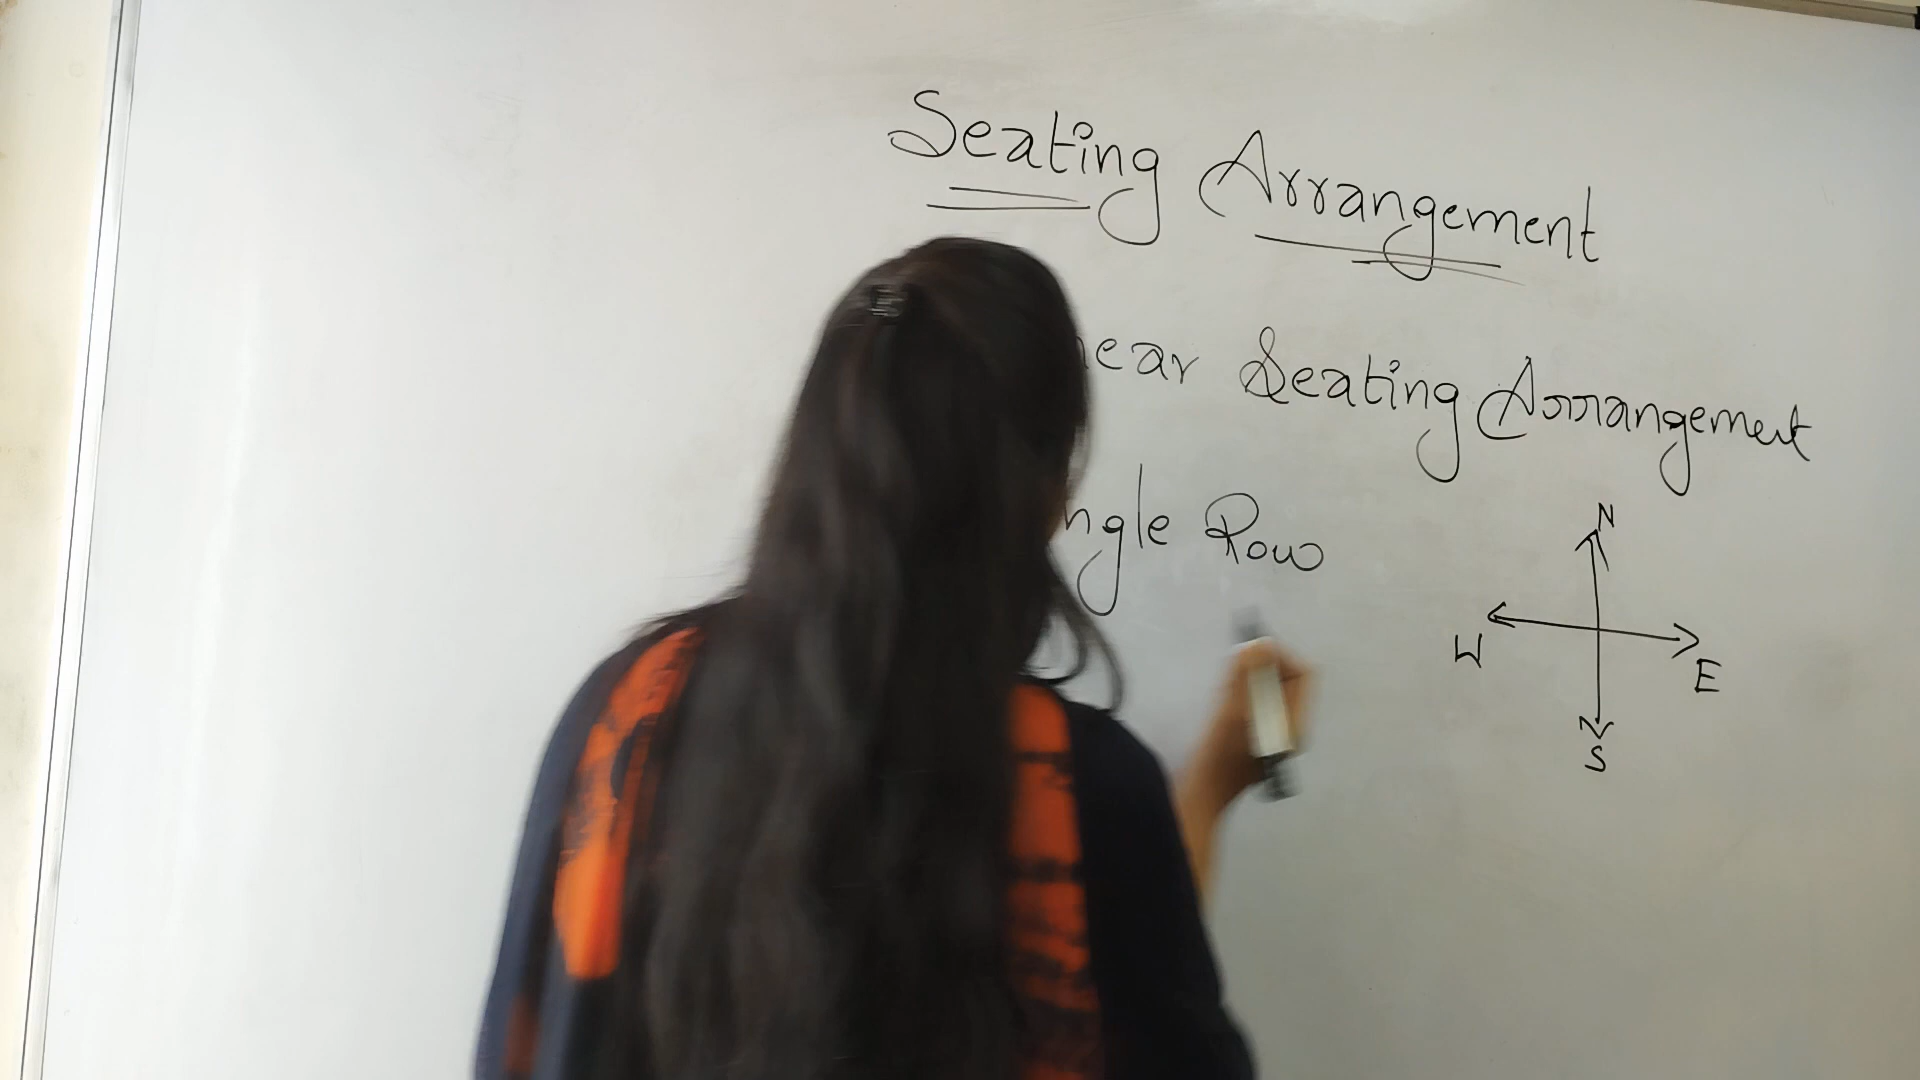 Seating Arrangement
near Seating Arrangement
ngle Row
N
W
E
S